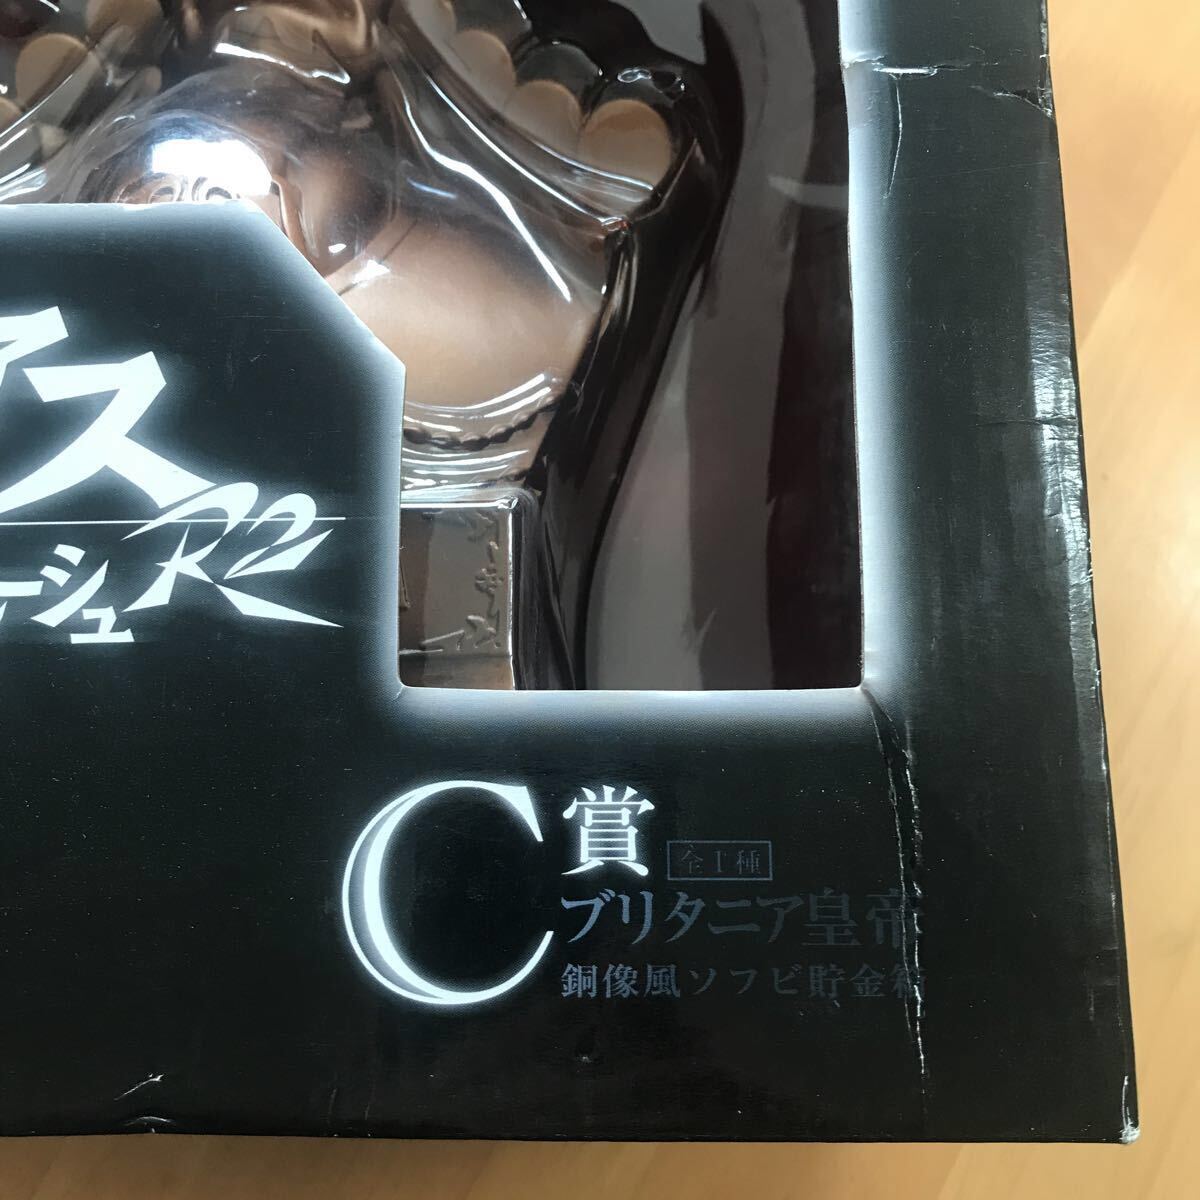 アス
ーシュR2
C賞 全1種
ブリタニア皇帝
銅像風ソフビ貯金箱